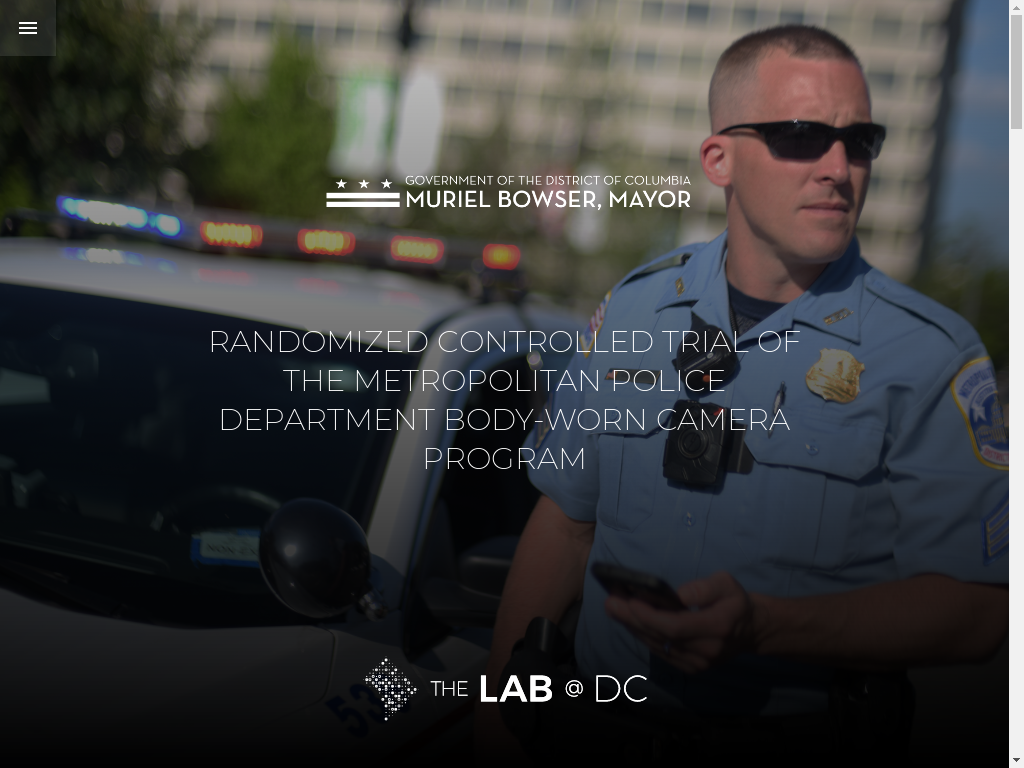 GOVERNMENT OF THE DISTRICT OF COLUMBIA
MURIEL BOWSER, MAYOR
RANDOMIZED CONTROLLED TRIAL OF
THE METROPOLITAN POLICE
DEPARTMENT BODY-WORN CAMERA
PROGRAM
THE LAB @ DC